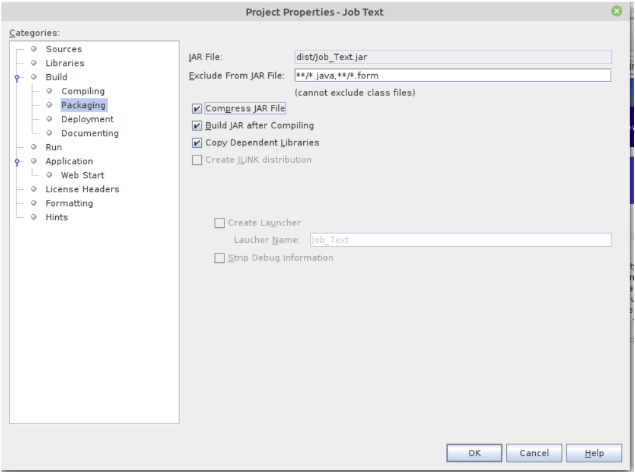 Project Properties - Job Text
Categories:
Sources
Libraries
Build
Compiling
Packaging
Deployment
Documenting
Run
Application
Web Start
License Headers
Formatting
Hints
JAR File: dist/Job_Text.jar
Exclude From JAR File: **/*.java,**/*.form
(cannot exclude class files)
Compress JAR File
Build JAR after Compiling
Copy Dependent Libraries
Create JLINK distribution
Create Launcher
Laucher Name: Job_Text
Strip Debug Information
OK Cancel Help